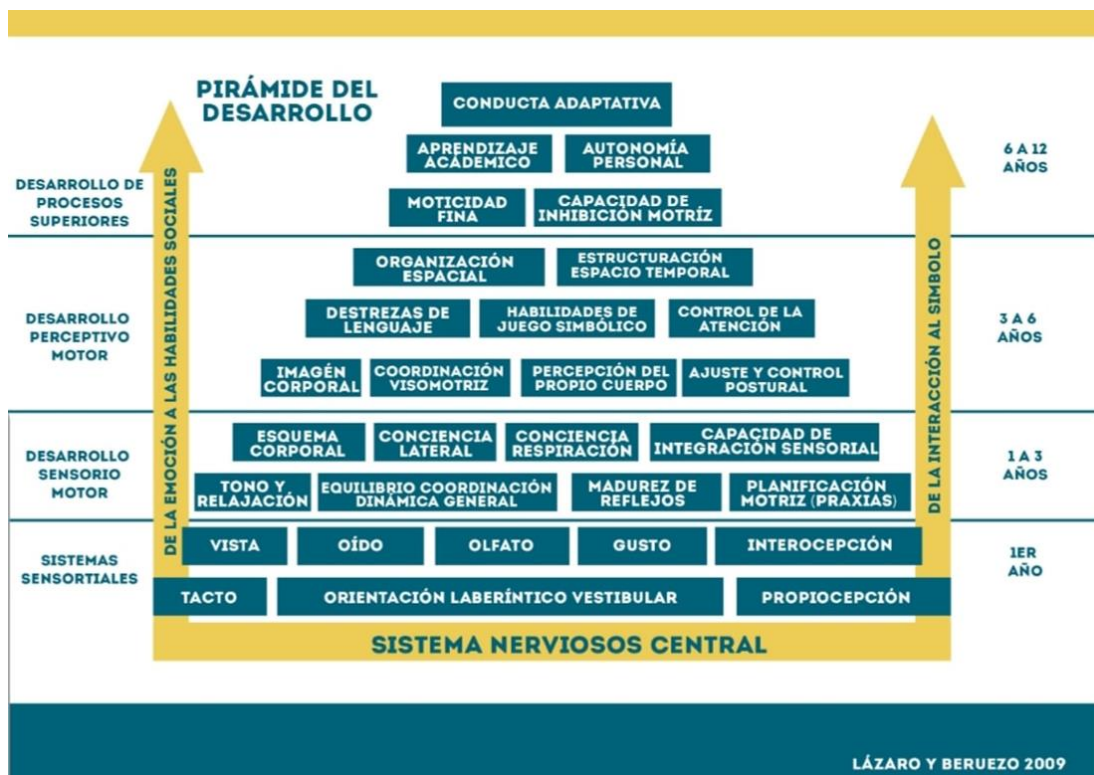 PIRÁMIDE DEL
DESARROLLO
CONDUCTA ADAPTATIVA
APRENDIZAJE
ACÁDEMICO
AUTONOMÍA
PERSONAL
6 A 12
AÑOS
DESARROLLO DE
PROCESOS
SUPERIORES
MOTICIDAD
FINA
CAPACIDAD DE
INHIBICIÓN MOTRÍZ
DE LA EMOCIÓN A LAS HABILIDADES SOCIALES
DE LA INTERACCIÓN AL SIMBOLO
ORGANIZACIÓN
ESPACIAL
ESTRUCTURACIÓN
ESPACIO TEMPORAL
DESARROLLO
PERCEPTIVO
MOTOR
DESTREZAS DE
LENGUAJE
HABILIDADES DE
JUEGO SIMBÓLICO
CONTROL DE LA
ATENCIÓN
3 A 6
AÑOS
IMAGÉN
CORPORAL
COORDINACIÓN
VISOMOTRIZ
PERCEPCIÓN DEL
PROPIO CUERPO
AJUSTE Y CONTROL
POSTURAL
DESARROLLO
SENSORIO
MOTOR
ESQUEMA
CORPORAL
CONCIENCIA
LATERAL
CONCIENCIA
RESPIRACIÓN
CAPACIDAD DE
INTEGRACIÓN SENSORIAL
1 A 3
AÑOS
TONO Y
RELAJACIÓN
EQUILIBRIO COORDINACIÓN
DINÁMICA GENERAL
MADUREZ DE
REFLEJOS
PLANIFICACIÓN
MOTRIZ (PRAXIAS)
SISTEMAS
SENSORTIALES
VISTA
OÍDO
OLFATO
GUSTO
INTEROCEPCIÓN
1ER
AÑO
TACTO
ORIENTACIÓN LABERÍNTICO VESTIBULAR
PROPIOCEPCIÓN
SISTEMA NERVIOSOS CENTRAL
LÁZARO Y BERUEZO 2009